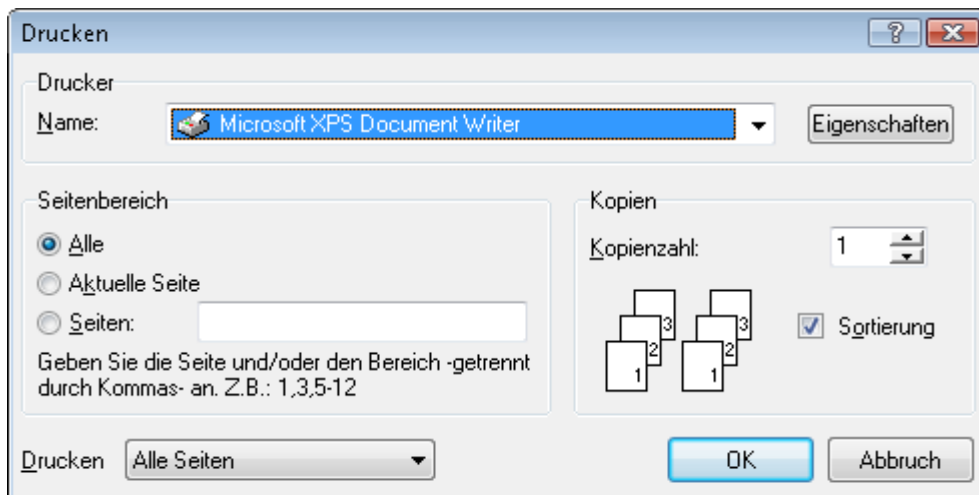 Drucken
Drucker
Name: Microsoft XPS Document Writer Eigenschaften
Seitenbereich
Alle
Aktuelle Seite
Seiten:
Geben Sie die Seite und/oder den Bereich -getrennt
durch Kommas- an. Z.B.: 1,3,5-12
Kopien
Kopienzahl: 1
3 3
2 2
1 1
Sortierung
Drucken Alle Seiten OK Abbruch